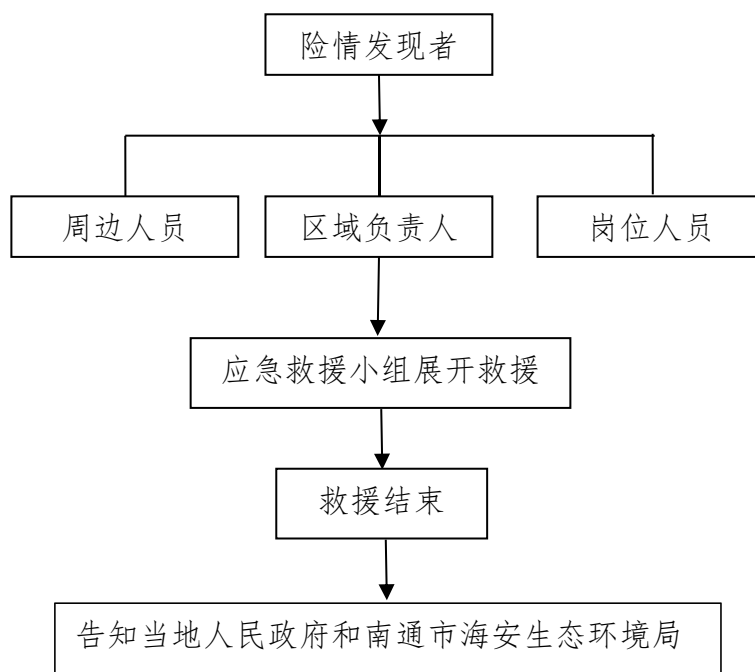 险情发现者
周边人员
区域负责人
岗位人员
应急救援小组展开救援
救援结束
告知当地人民政府和南通市海安生态环境局